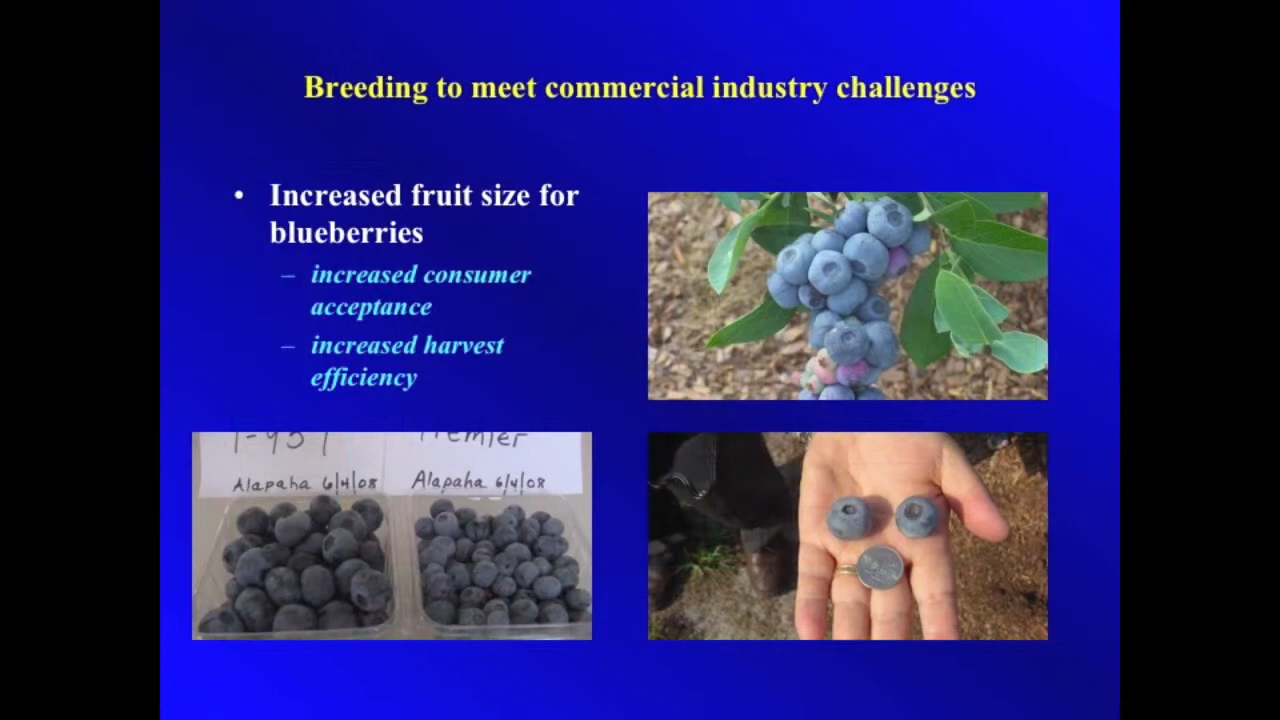 Breeding to meet commercial industry challenges
• Increased fruit size for
blueberries
– increased consumer
acceptance
– increased harvest
efficiency
Premier
Alapaha 6/4/08
Alapaha 6/4/08